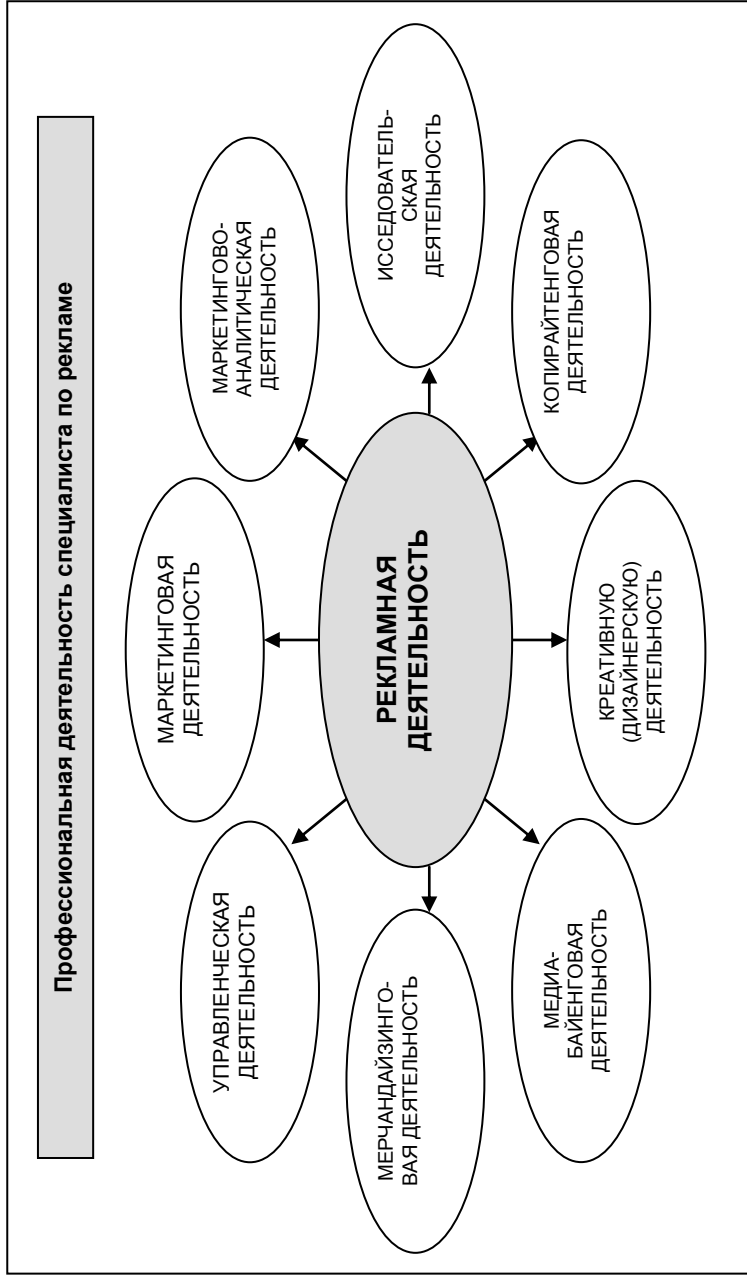 Профессиональная деятельность специалиста по рекламе
УПРАВЛЕНЧЕСКАЯ
ДЕЯТЕЛЬНОСТЬ
МАРКЕТИНГОВАЯ
ДЕЯТЕЛЬНОСТЬ
МАРКЕТИНГОВО-
АНАЛИТИЧЕСКАЯ
ДЕЯТЕЛЬНОСТЬ
МЕРЧАНДАЙЗИНГО-
ВАЯ ДЕЯТЕЛЬНОСТЬ
РЕКЛАМНАЯ
ДЕЯТЕЛЬНОСТЬ
ИССЕДОВАТЕЛЬ-
СКАЯ
ДЕЯТЕЛЬНОСТЬ
МЕДИА-
БАЙЕНГОВАЯ
ДЕЯТЕЛЬНОСТЬ
КРЕАТИВНУЮ
(ДИЗАЙНЕРСКУЮ)
ДЕЯТЕЛЬНОСТЬ
КОПИРАЙТЕНГОВАЯ
ДЕЯТЕЛЬНОСТЬ